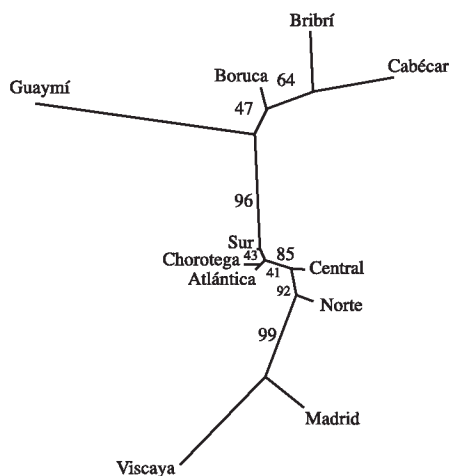 Bribrí
Cabécar
Boruca
64
Guaymí
47
96
Sur
Chorotega
43
85
Atlántica
41
Central
92
Norte
99
Madrid
Viscaya